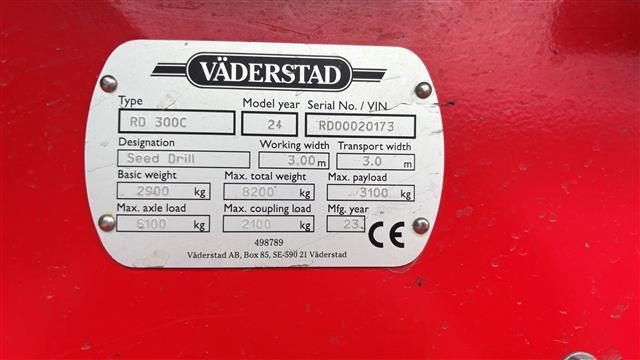 VÄDERSTAD
Type Model year Serial No. / VIN
RD 300C 24 RD00020173
Designation Working width Transport width
Seed Drill 3.00 m 3.0 m
Basic weight Max. total weight Max. payload
2900 kg 8200 kg 3100 kg
Max. axle load Max. coupling load Mfg. year
6100 kg 2100 kg 23
CE
498789
Väderstad AB, Box 85, SE-590 21 Väderstad